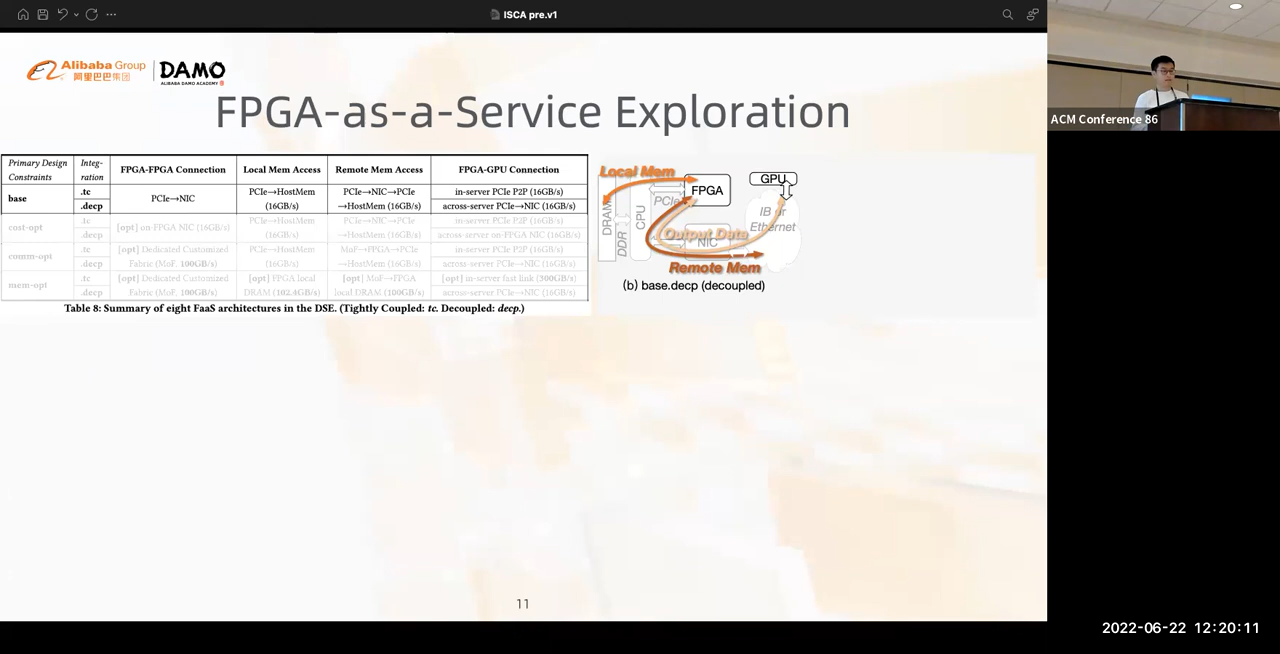 ISCA pre.v1
Alibaba Group
阿里巴巴集团
DAMO
ALIBABA DAMO ACADEMY
FPGA-as-a-Service Exploration
Primary Design Constraints Integ-ration FPGA-FPGA Connection Local Mem Access Remote Mem Access FPGA-GPU Connection
base .tc PCIe→NIC PCIe→HostMem PCIe→NIC→PCIe in-server PCIe P2P (16GB/s)
.decp (16GB/s) →HostMem (16GB/s) across-server PCIe→NIC (16GB/s)
cost-opt .tc [opt] on-FPGA NIC (16GB/s) PCIe→HostMem PCIe→NIC→PCIe in-server PCIe P2P (16GB/s)
.decp (16GB/s) →HostMem (16GB/s) across-server on-FPGA NIC (16GB/s)
comm-opt .tc [opt] Dedicated Customized PCIe→HostMem MoF→FPGA→PCIe in-server PCIe P2P (16GB/s)
.decp Fabric (MoF, 100GB/s) (16GB/s) →HostMem (16GB/s) across-server PCIe→NIC (16GB/s)
mem-opt .tc [opt] Dedicated Customized [opt] FPGA local [opt] MoF→FPGA [opt] in-server fast link (300GB/s)
.decp Fabric (MoF, 100GB/s) DRAM (102.4GB/s) local DRAM (100GB/s) across-server PCIe→NIC (16GB/s)
Table 8: Summary of eight FaaS architectures in the DSE. (Tightly Coupled: tc. Decoupled: decp.)
Local Mem
FPGA
GPU
PCIe
DRAM
DDR
CPU
IB or
Ethernet
Output Data
NIC
Remote Mem
(b) base.decp (decoupled)
11
ACM Conference 86
2022-06-22 12:20:11